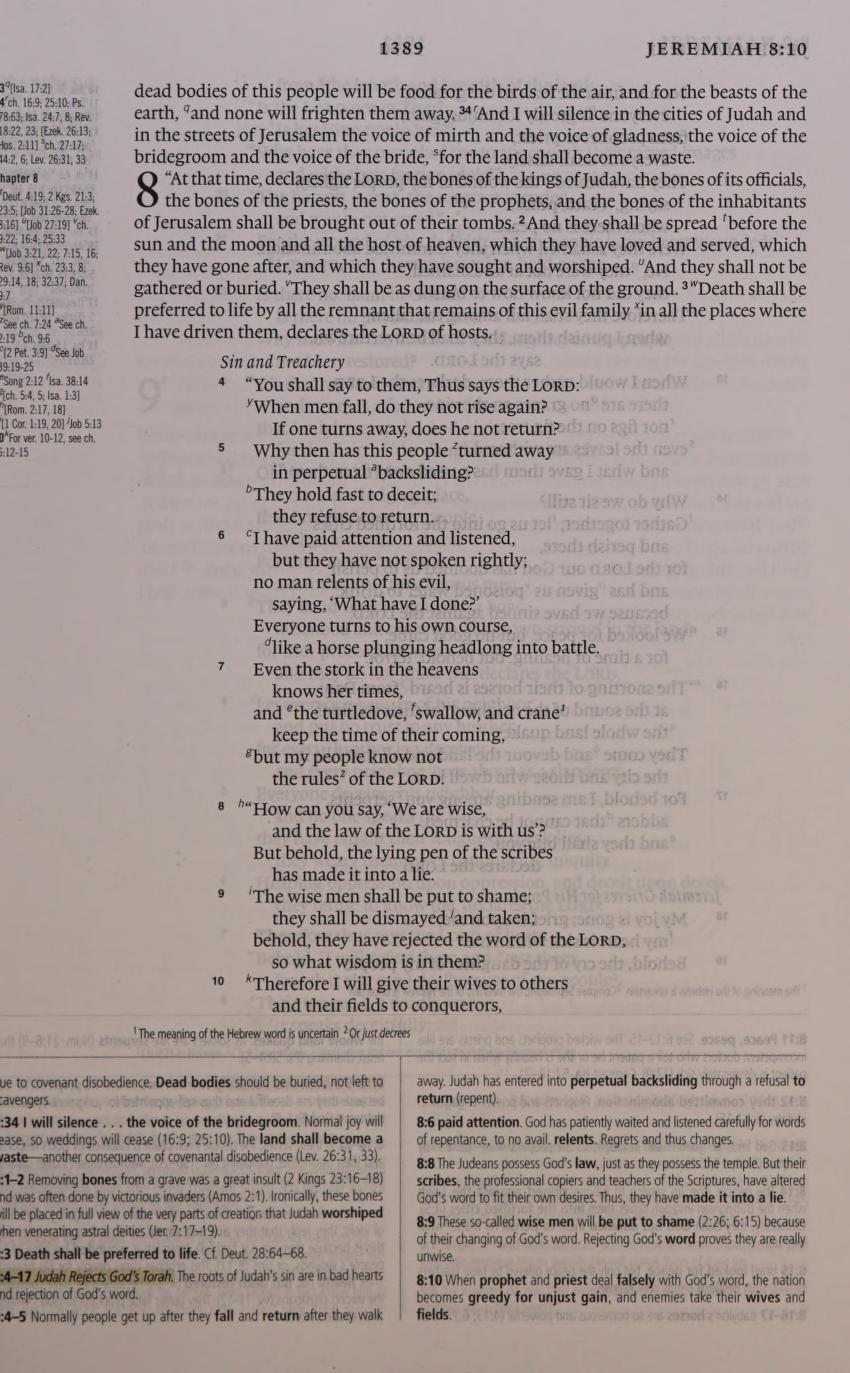 1389 JEREMIAH 8:10
3 q[Isa. 17:2]
4 r ch. 16:9; 25:10; Ps.
78:63; Isa. 24:7, 8; Rev.
18:22, 23; [Ezek. 26:13;
Hos. 2:11] s ch. 27:17;
44:2, 6; Lev. 26:31, 33
hapter 8
Deut. 4:19; 2 Kgs. 21:3;
23:5; [Job 31:26-28; Ezek.
8:16] u[Job 27:19] v ch.
9:22; 16:4; 25:33
w[Job 3:21, 22; 7:15, 16;
Rev. 9:6] x ch. 23:3, 8;
29:14, 18; 32:37; Dan.
9:7
[Rom. 11:11]
z See ch. 7:24 a See ch.
2:19 b ch. 9:6
c[2 Pet. 3:9] d See Job
39:19-25
e Song 2:12 f Isa. 38:14
g[ch. 5:4, 5; Isa. 1:3]
h[Rom. 2:17, 18]
i[1 Cor. 1:19, 20] j Job 5:13
0 k For ver. 10-12, see ch.
6:12-15
dead bodies of this people will be food for the birds of the air, and for the beasts of the
earth, q and none will frighten them away. 34 r And I will silence in the cities of Judah and
in the streets of Jerusalem the voice of mirth and the voice of gladness, the voice of the
bridegroom and the voice of the bride, s for the land shall become a waste.
8 “At that time, declares the LORD, the bones of the kings of Judah, the bones of its officials,
the bones of the priests, the bones of the prophets, and the bones of the inhabitants
of Jerusalem shall be brought out of their tombs. 2 And they shall be spread t before the
sun and the moon and all the host of heaven, which they have loved and served, which
they have gone after, and which they have sought and worshiped. u And they shall not be
gathered or buried. v They shall be as dung on the surface of the ground. 3 w Death shall be
preferred to life by all the remnant that remains of this evil family x in all the places where
I have driven them, declares the LORD of hosts.
Sin and Treachery
4 “You shall say to them, Thus says the LORD:
y When men fall, do they not rise again?
If one turns away, does he not return?
5 Why then has this people z turned away
in perpetual a backsliding?
b They hold fast to deceit;
they refuse to return.
6 c I have paid attention and listened,
but they have not spoken rightly;
no man relents of his evil,
saying, ‘What have I done?’
Everyone turns to his own course,
d like a horse plunging headlong into battle.
7 Even the stork in the heavens
knows her times,
and e the turtledove, f swallow, and crane1
keep the time of their coming,
g but my people know not
the rules2 of the LORD.
8 h “How can you say, ‘We are wise,
and the law of the LORD is with us’?
But behold, the lying pen of the scribes
has made it into a lie.
9 i The wise men shall be put to shame;
they shall be dismayed j and taken;
behold, they have rejected the word of the LORD,
so what wisdom is in them?
10 k Therefore I will give their wives to others
and their fields to conquerors,
1 The meaning of the Hebrew word is uncertain 2 Or just decrees
ue to covenant disobedience. Dead bodies should be buried, not left to
cavengers.
:34 I will silence . . . the voice of the bridegroom. Normal joy will
ease, so weddings will cease (16:9; 25:10). The land shall become a
vaste—another consequence of covenantal disobedience (Lev. 26:31, 33).
:1–2 Removing bones from a grave was a great insult (2 Kings 23:16–18)
nd was often done by victorious invaders (Amos 2:1). Ironically, these bones
ill be placed in full view of the very parts of creation that Judah worshiped
hen venerating astral deities (Jer. 7:17–19).
:3 Death shall be preferred to life. Cf. Deut. 28:64–68.
:4–17 Judah Rejects God's Torah. The roots of Judah's sin are in bad hearts
nd rejection of God's word.
:4–5 Normally people get up after they fall and return after they walk
away. Judah has entered into perpetual backsliding through a refusal to
return (repent).
8:6 paid attention. God has patiently waited and listened carefully for words
of repentance, to no avail. relents. Regrets and thus changes.
8:8 The Judeans possess God's law, just as they possess the temple. But their
scribes, the professional copiers and teachers of the Scriptures, have altered
God's word to fit their own desires. Thus, they have made it into a lie.
8:9 These so-called wise men will be put to shame (2:26; 6:15) because
of their changing of God's word. Rejecting God's word proves they are really
unwise.
8:10 When prophet and priest deal falsely with God's word, the nation
becomes greedy for unjust gain, and enemies take their wives and
fields.